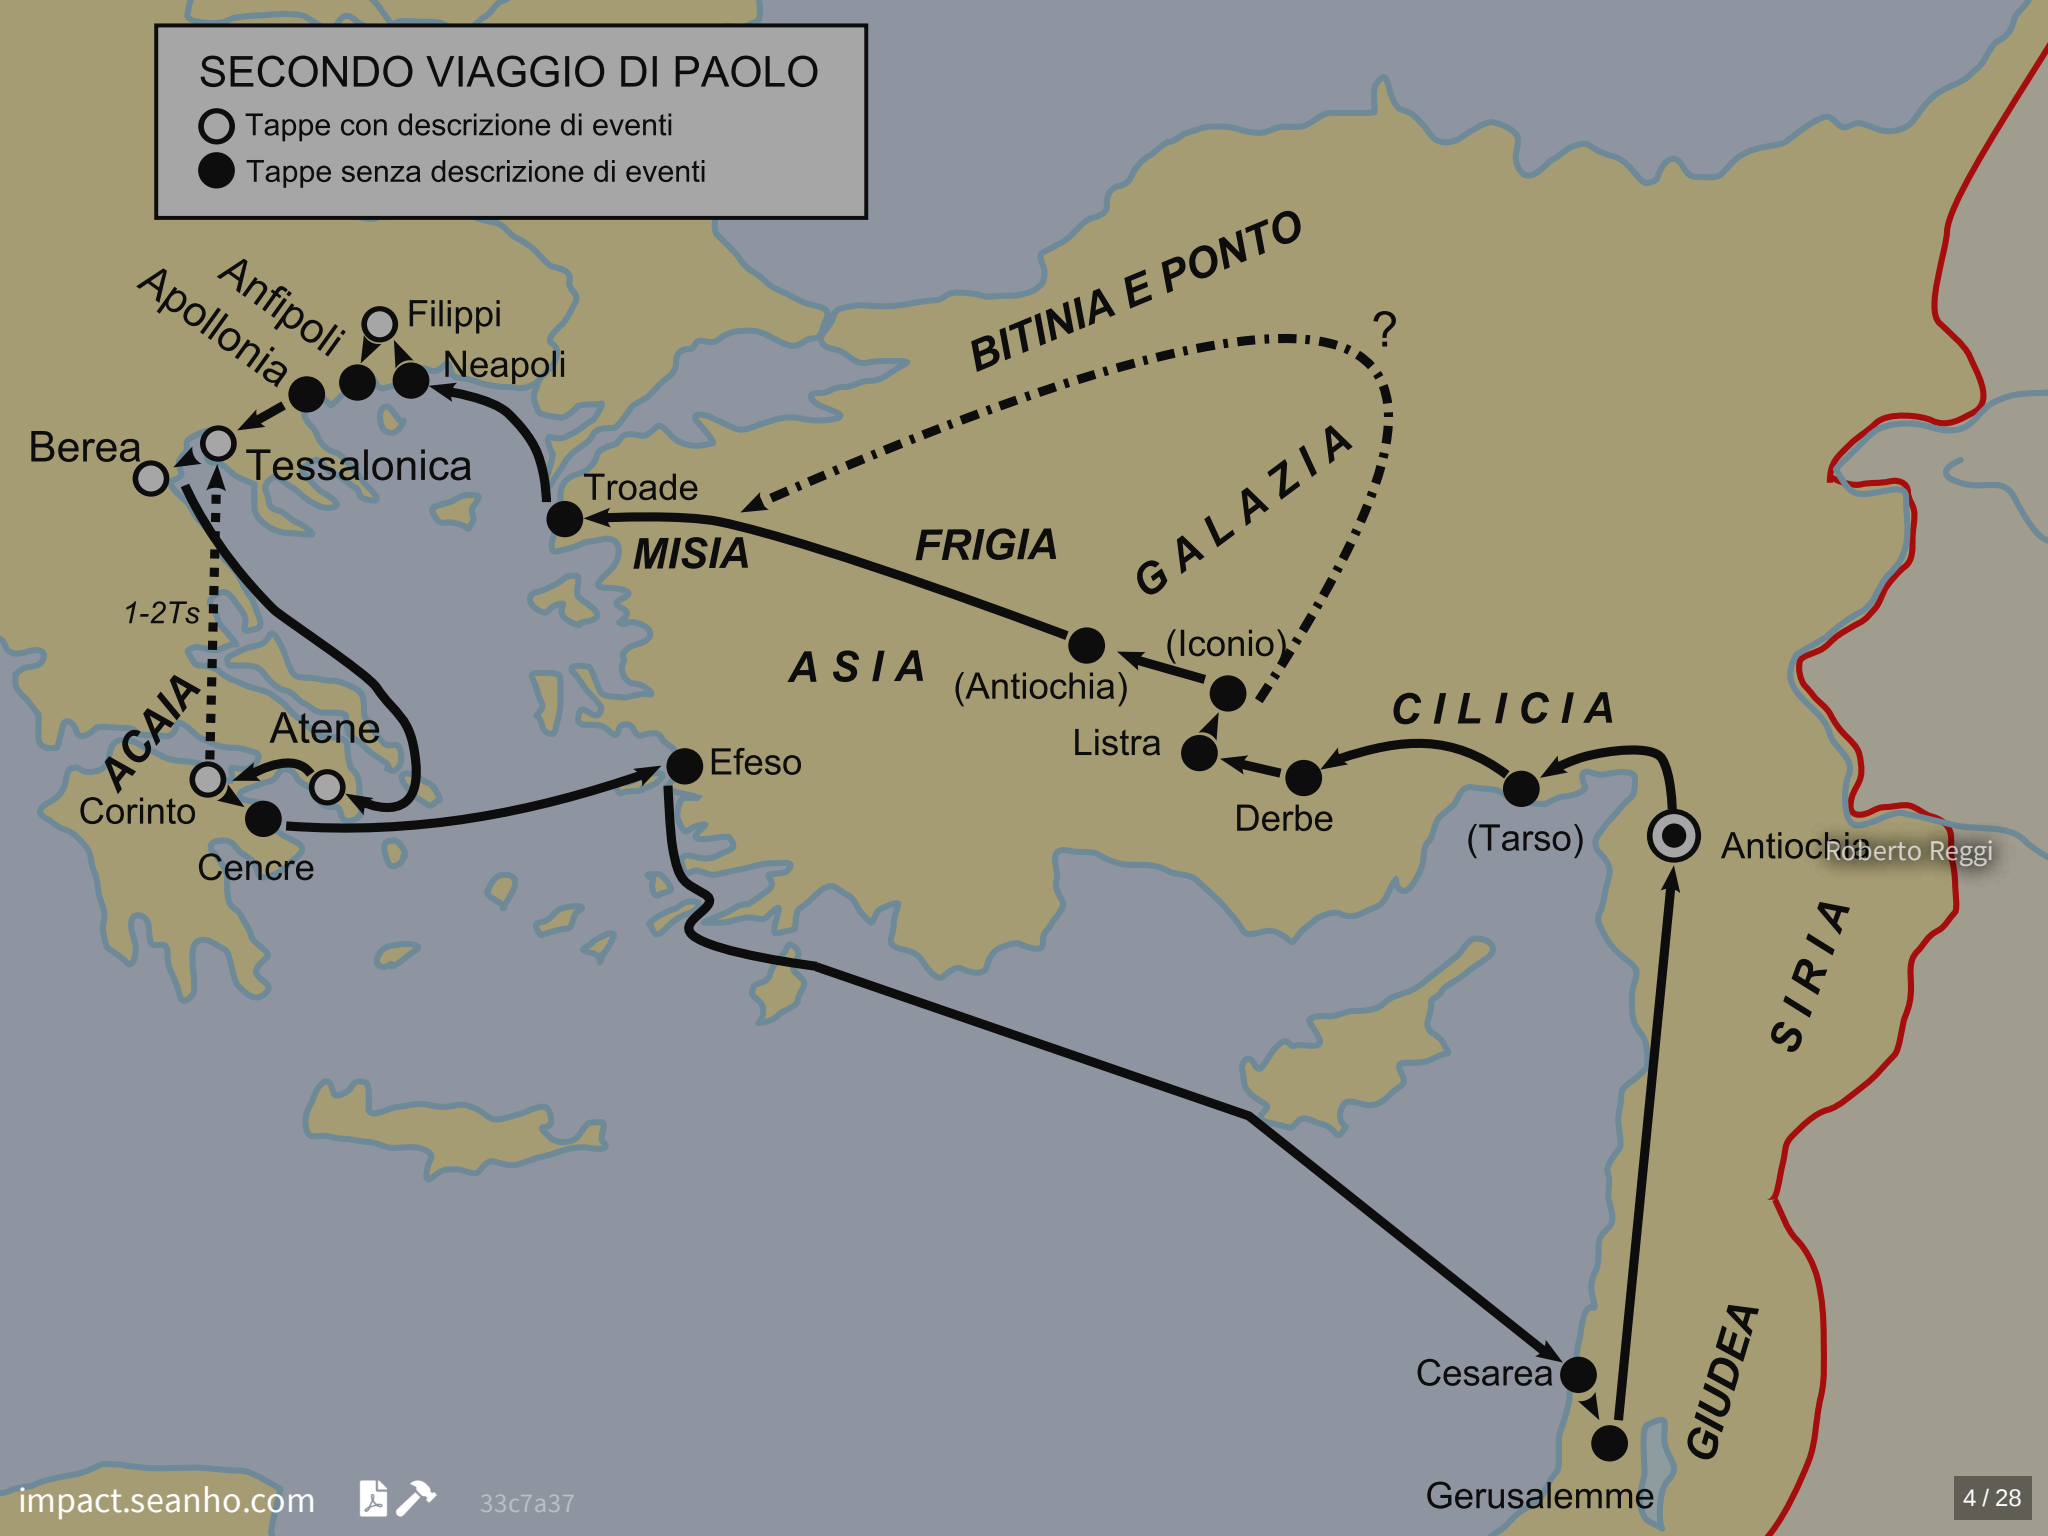 SECONDO VIAGGIO DI PAOLO
Tappe con descrizione di eventi
Tappe senza descrizione di eventi
BITINIA E PONTO
Anfipoli
Apollonia
Filippi
?
Neapoli
Berea
Tessalonica
Troade
GALAZIA
MISIA
FRIGIA
1-2Ts
(Iconio)
ASIA
(Antiochia)
CILICIA
ACAIA
Atene
Listra
Efeso
Corinto
Derbe
(Tarso)
Antiochia
Roberto Reggi
Cencre
SIRIA
GIUDEA
Cesarea
Gerusalemme
impact.seanho.com
33c7a37
4 / 28